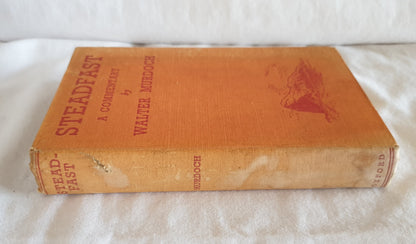 STEADFAST
A COMMENTARY
by
WALTER MURDOCH
STEAD-
FAST
MURDOCH
OXFORD